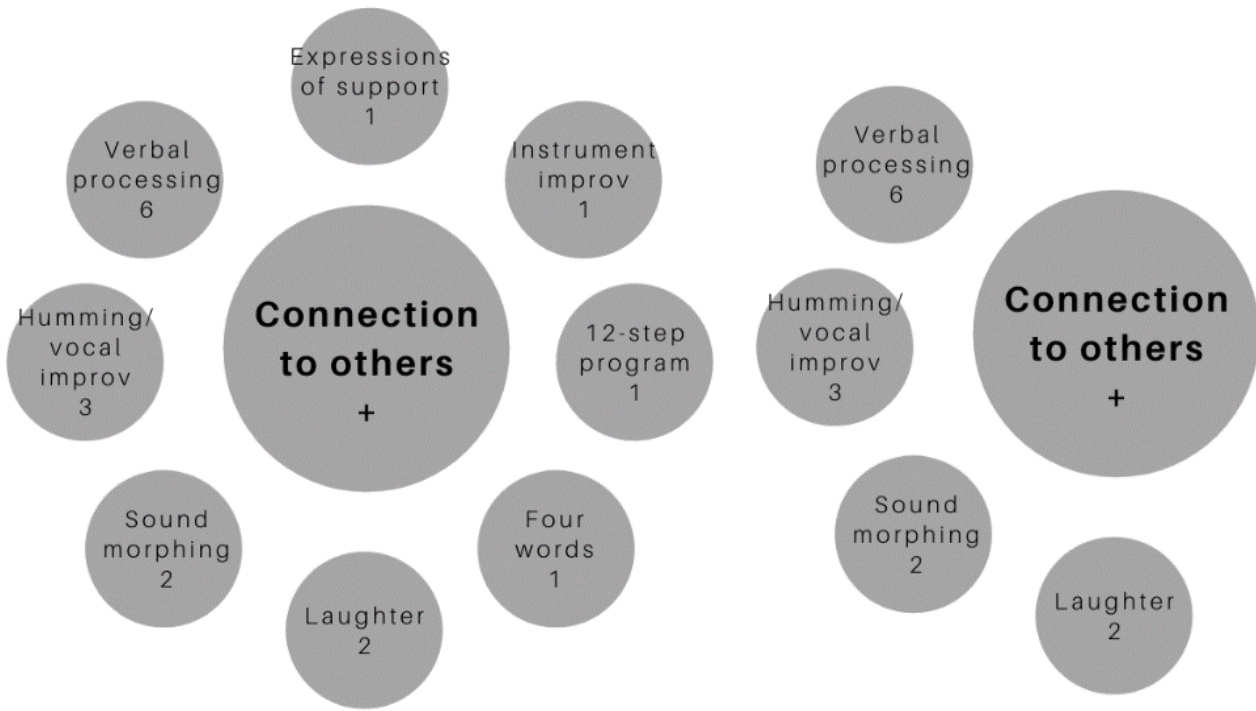 Expressions
of support
1
Verbal
processing
6
Instrument
improv
1
Humming/
vocal
improv
3
Connection
to others
+
12-step
program
1
Sound
morphing
2
Four
words
1
Laughter
2
Verbal
processing
6
Humming/
vocal
improv
3
Connection
to others
+
Sound
morphing
2
Laughter
2